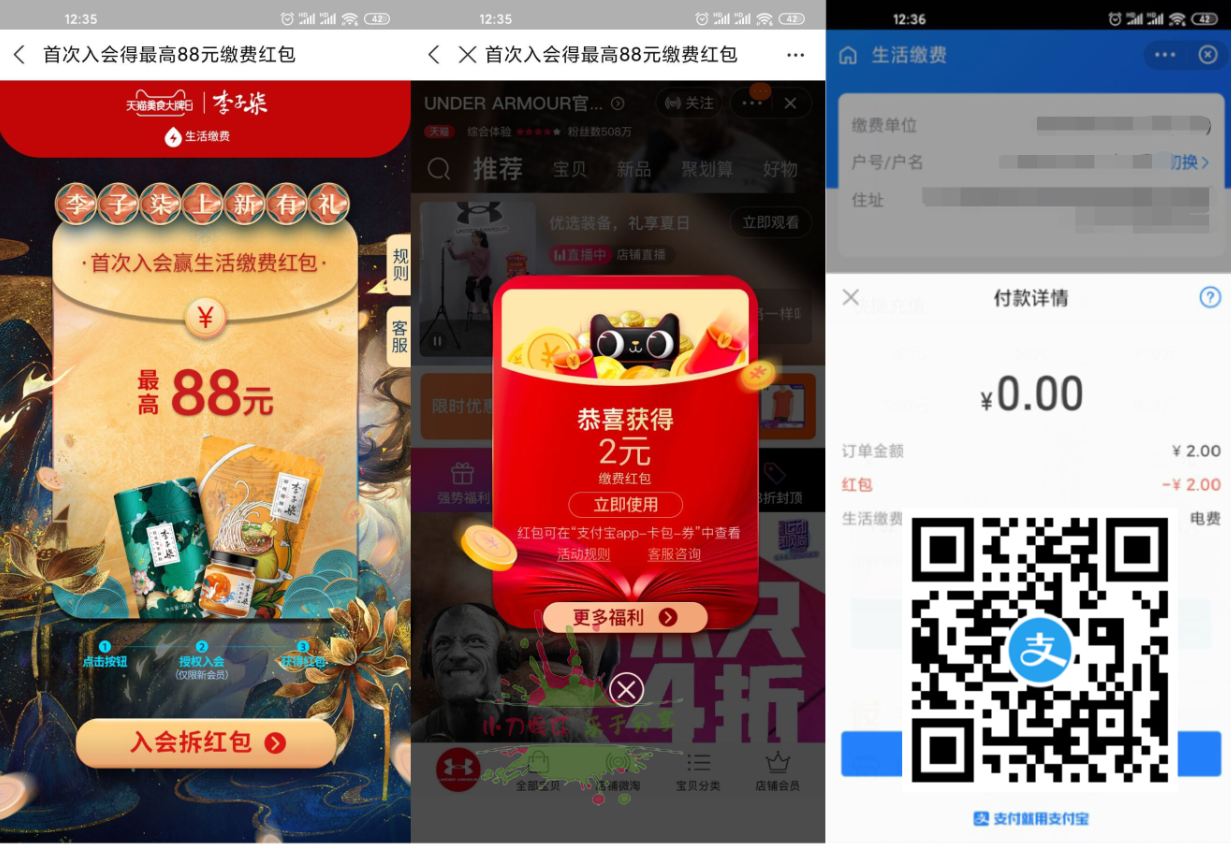 12:35
42
首次入会得最高88元缴费红包
天猫美食大牌日 李子柒
生活缴费
李子柒上新有礼
·首次入会赢生活缴费红包·
规则
¥
客服
最高88元
李子柒
李子柒
李子柒
1 2 3
点击按钮 授权入会 获得红包
(仅限新会员)
入会拆红包
12:35
42
首次入会得最高88元缴费红包
UNDER ARMOUR官...
关注
天猫 综合体验 粉丝数508万
推荐 宝贝 新品 聚划算 好物
优选装备,礼享夏日
立即观看
直播中 店铺直播
一样
限时优惠
恭喜获得
2元
缴费红包
立即使用
红包可在“支付宝app-卡包-券”中查看
活动规则 客服咨询
强势福利
折封顶
更多福利
4折
小刀娱乐 乐于分享
全部宝贝 店铺微淘 宝贝分类 店铺会员
12:36
42
生活缴费
缴费单位
户号/户名
切换
住址
付款详情
?
¥0.00
订单金额 ¥ 2.00
红包 -¥ 2.00
生活缴费 电费
支
支付就用支付宝